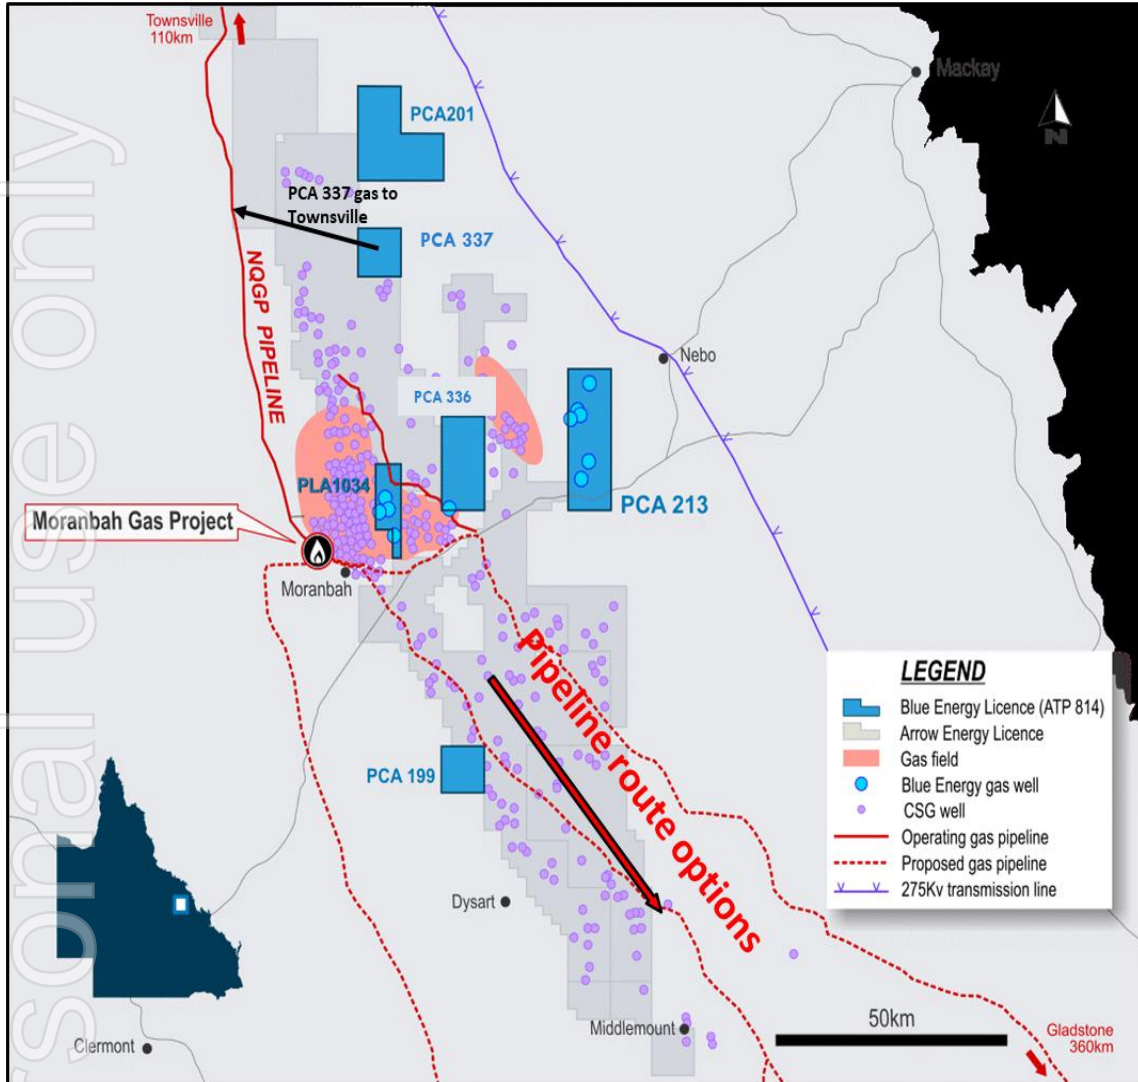 Townsville
110km
Mackay
PCA201
N
PCA 337 gas to
Townsville
PCA 337
NQGP PIPELINE
Nebo
PCA 336
PLA1034
PCA 213
Moranbah Gas Project
Moranbah
Pipeline route options
LEGEND
Blue Energy Licence (ATP 814)
Arrow Energy Licence
Gas field
Blue Energy gas well
CSG well
Operating gas pipeline
Proposed gas pipeline
275Kv transmission line
PCA 199
Dysart
Middlemount
50km
Gladstone
360km
Clermont
sonal use only